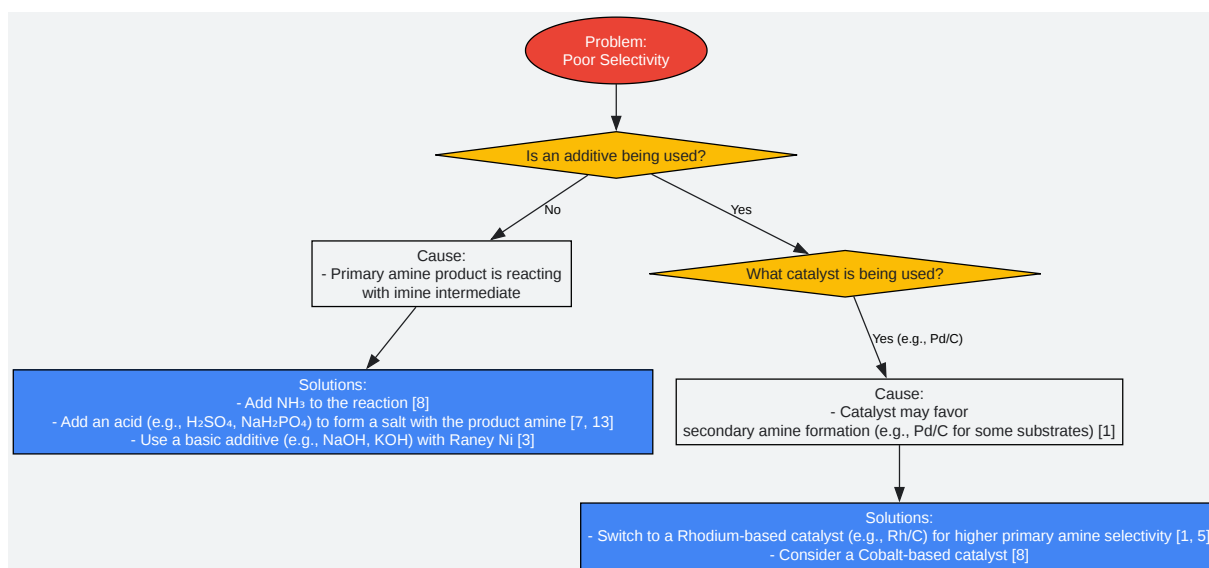 Problem:
Poor Selectivity
Is an additive being used?
No
Yes
Cause:
- Primary amine product is reacting
with imine intermediate
What catalyst is being used?
Yes (e.g., Pd/C)
Solutions:
- Add NH₃ to the reaction [8]
- Add an acid (e.g., H₂SO₄, NaH₂PO₄) to form a salt with the product amine [7, 13]
- Use a basic additive (e.g., NaOH, KOH) with Raney Ni [3]
Cause:
- Catalyst may favor
secondary amine formation (e.g., Pd/C for some substrates) [1]
Solutions:
- Switch to a Rhodium-based catalyst (e.g., Rh/C) for higher primary amine selectivity [1, 5]
- Consider a Cobalt-based catalyst [8]